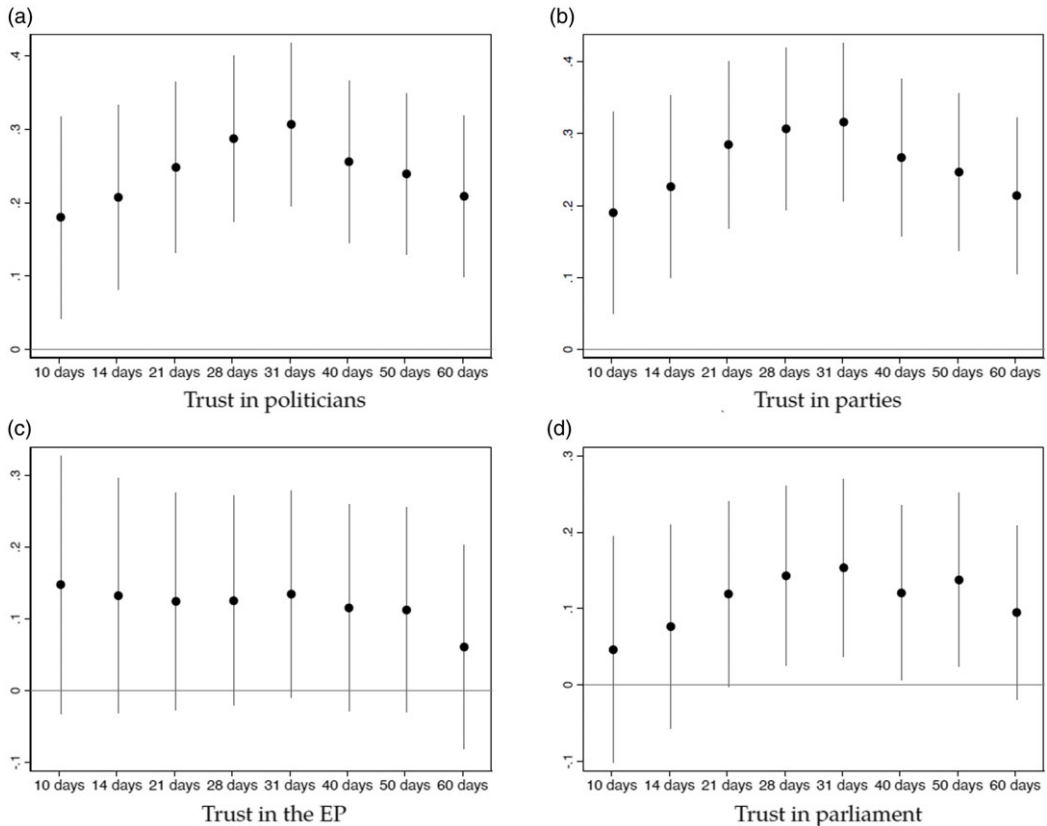 (a)
.4
.3
.2
.1
0
10 days 14 days 21 days 28 days 31 days 40 days 50 days 60 days
Trust in politicians
(b)
.4
.3
.2
.1
0
10 days 14 days 21 days 28 days 31 days 40 days 50 days 60 days
Trust in parties
(c)
.3
.2
.1
0
-.1
10 days 14 days 21 days 28 days 31 days 40 days 50 days 60 days
Trust in the EP
(d)
.3
.2
.1
0
-.1
10 days 14 days 21 days 28 days 31 days 40 days 50 days 60 days
Trust in parliament